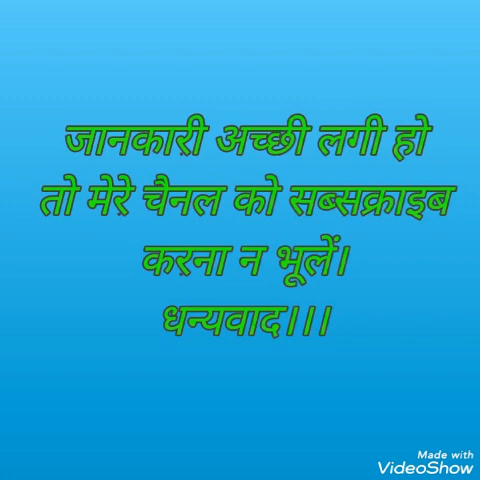 जानकारी अच्छी लगी हो
तो मेरे चैनल को सब्सक्राइब
करना न भूलें।
धन्यवाद।।।
Made with
VideoShow